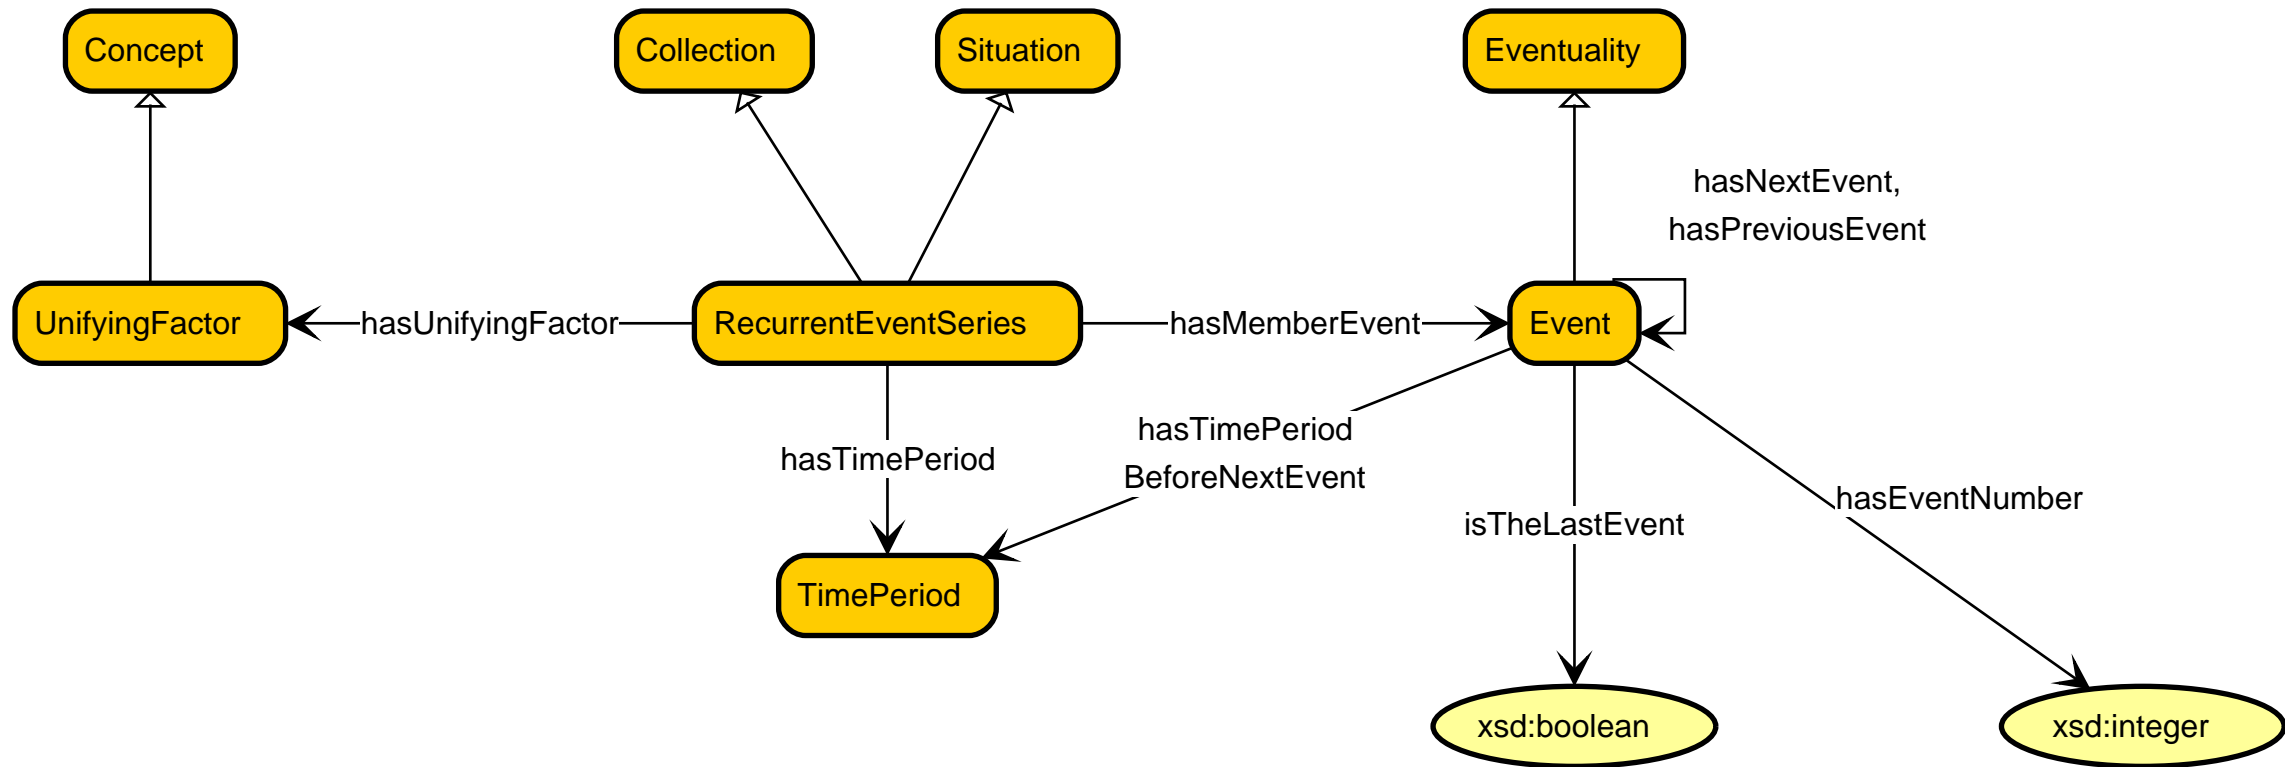 Concept
Collection
Situation
Eventuality
hasNextEvent,
hasPreviousEvent
UnifyingFactor
hasUnifyingFactor
RecurrentEventSeries
hasMemberEvent
Event
hasTimePeriod
hasTimePeriod
BeforeNextEvent
isTheLastEvent
hasEventNumber
TimePeriod
xsd:boolean
xsd:integer